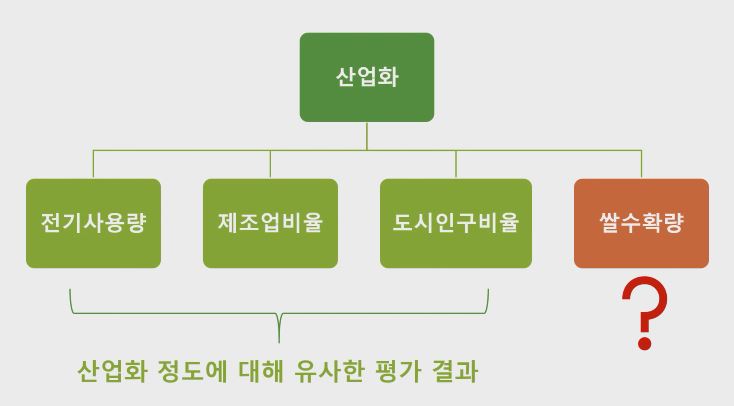 산업화
전기사용량
제조업비율
도시인구비율
쌀수확량
?
산업화 정도에 대해 유사한 평가 결과